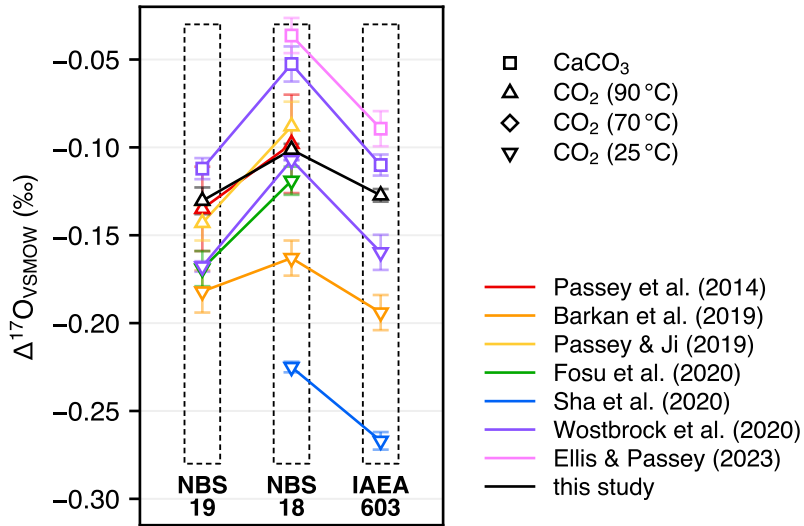 Δ¹⁷O_VSMOW (‰)
−0.05
−0.10
−0.15
−0.20
−0.25
−0.30
NBS 19
NBS 18
IAEA 603
CaCO₃
CO₂ (90 °C)
CO₂ (70 °C)
CO₂ (25 °C)
Passey et al. (2014)
Barkan et al. (2019)
Passey & Ji (2019)
Fosu et al. (2020)
Sha et al. (2020)
Wostbrock et al. (2020)
Ellis & Passey (2023)
this study